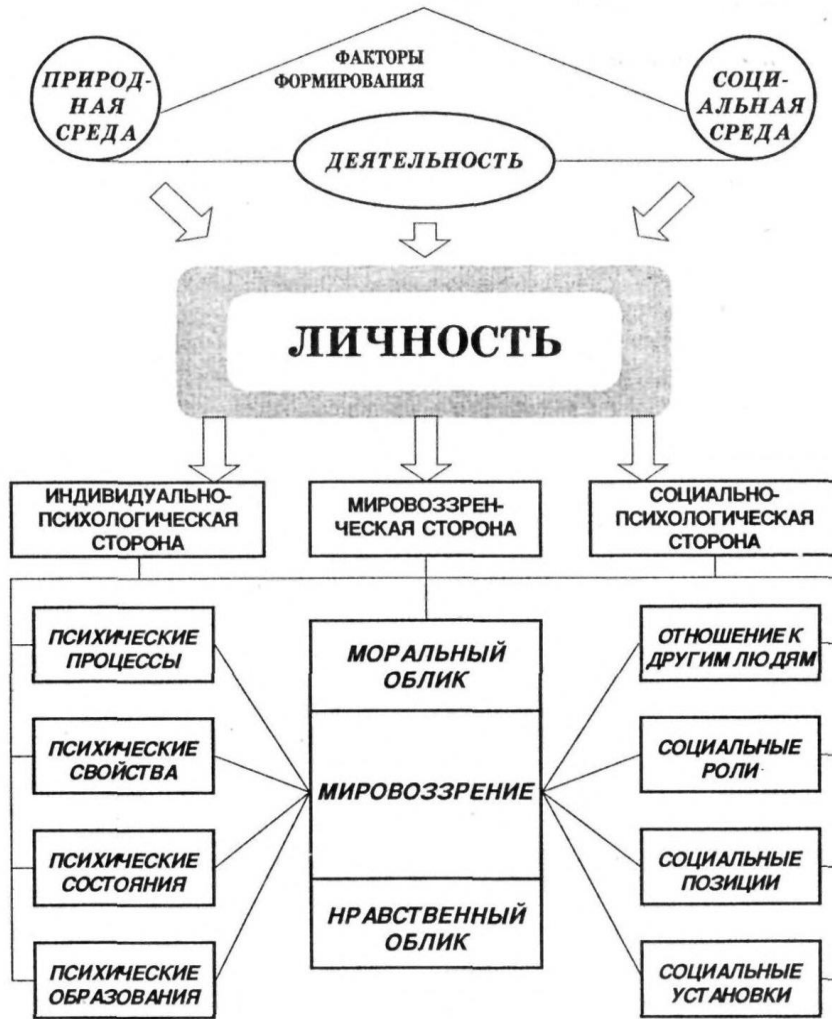 ФАКТОРЫ
ФОРМИРОВАНИЯ
ПРИРОД-
НАЯ
СРЕДА
СОЦИ-
АЛЬНАЯ
СРЕДА
ДЕЯТЕЛЬНОСТЬ
ЛИЧНОСТЬ
ИНДИВИДУАЛЬНО-
ПСИХОЛОГИЧЕСКАЯ
СТОРОНА
МИРОВОЗЗРЕН-
ЧЕСКАЯ СТОРОНА
СОЦИАЛЬНО-
ПСИХОЛОГИЧЕСКАЯ
СТОРОНА
ПСИХИЧЕСКИЕ
ПРОЦЕССЫ
ПСИХИЧЕСКИЕ
СВОЙСТВА
ПСИХИЧЕСКИЕ
СОСТОЯНИЯ
ПСИХИЧЕСКИЕ
ОБРАЗОВАНИЯ
МОРАЛЬНЫЙ
ОБЛИК
МИРОВОЗЗРЕНИЕ
НРАВСТВЕННЫЙ
ОБЛИК
ОТНОШЕНИЕ К
ДРУГИМ ЛЮДЯМ
СОЦИАЛЬНЫЕ
РОЛИ
СОЦИАЛЬНЫЕ
ПОЗИЦИИ
СОЦИАЛЬНЫЕ
УСТАНОВКИ